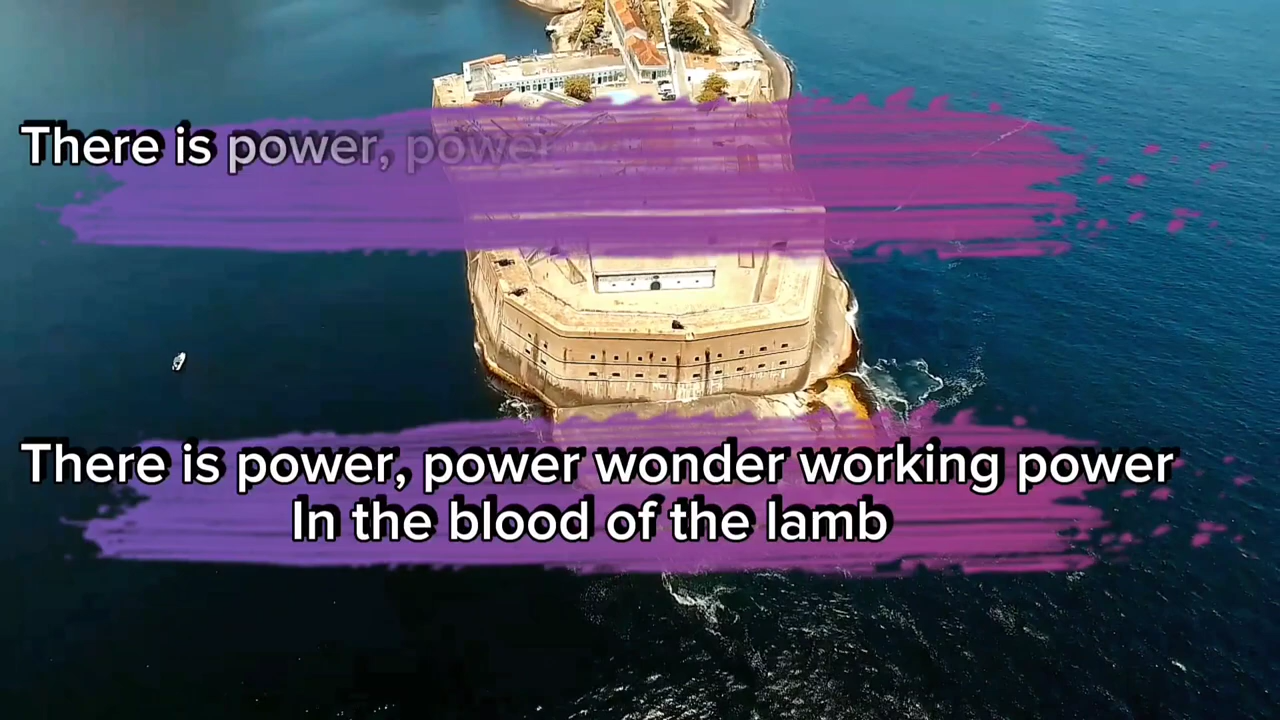 There is power, power
There is power, power wonder working power
In the blood of the lamb